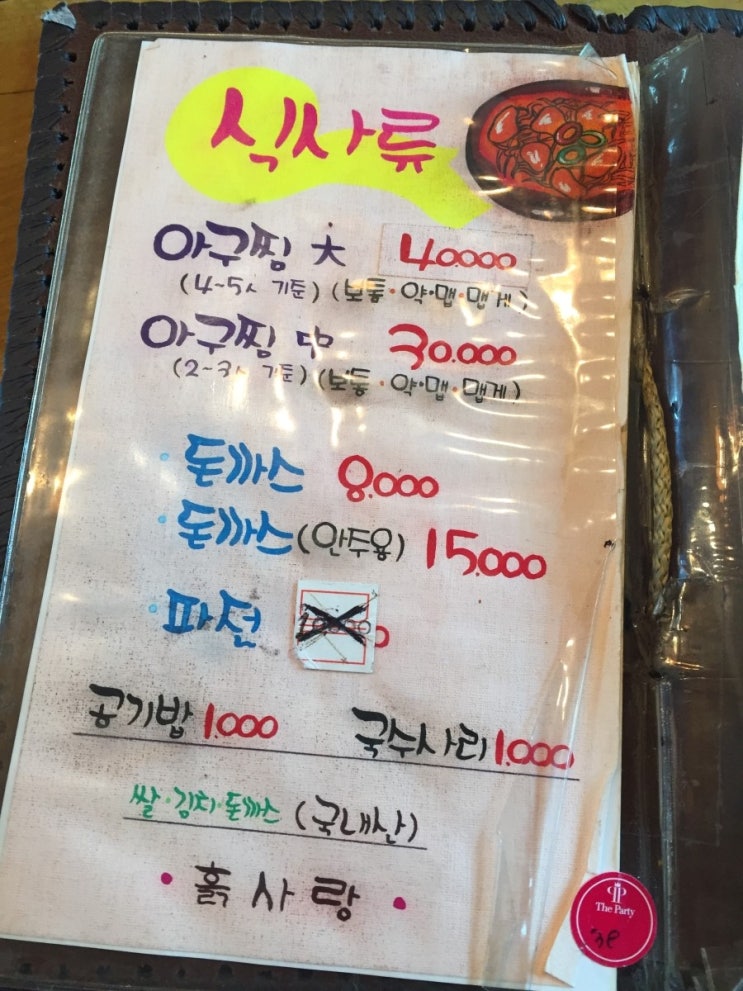 식사류
아구찜 大 40.000
(4~5人 기준) (보통·약·맵·맵게)
아구찜 中 30.000
(2~3人 기준) (보통·약·맵·맵게)
· 돈까스 8.000
· 돈까스(안주용) 15.000
· 파전
공기밥 1.000 국수사리 1.000
쌀·김치·돈까스 (국내산)
· 흙사랑 ·
The Party